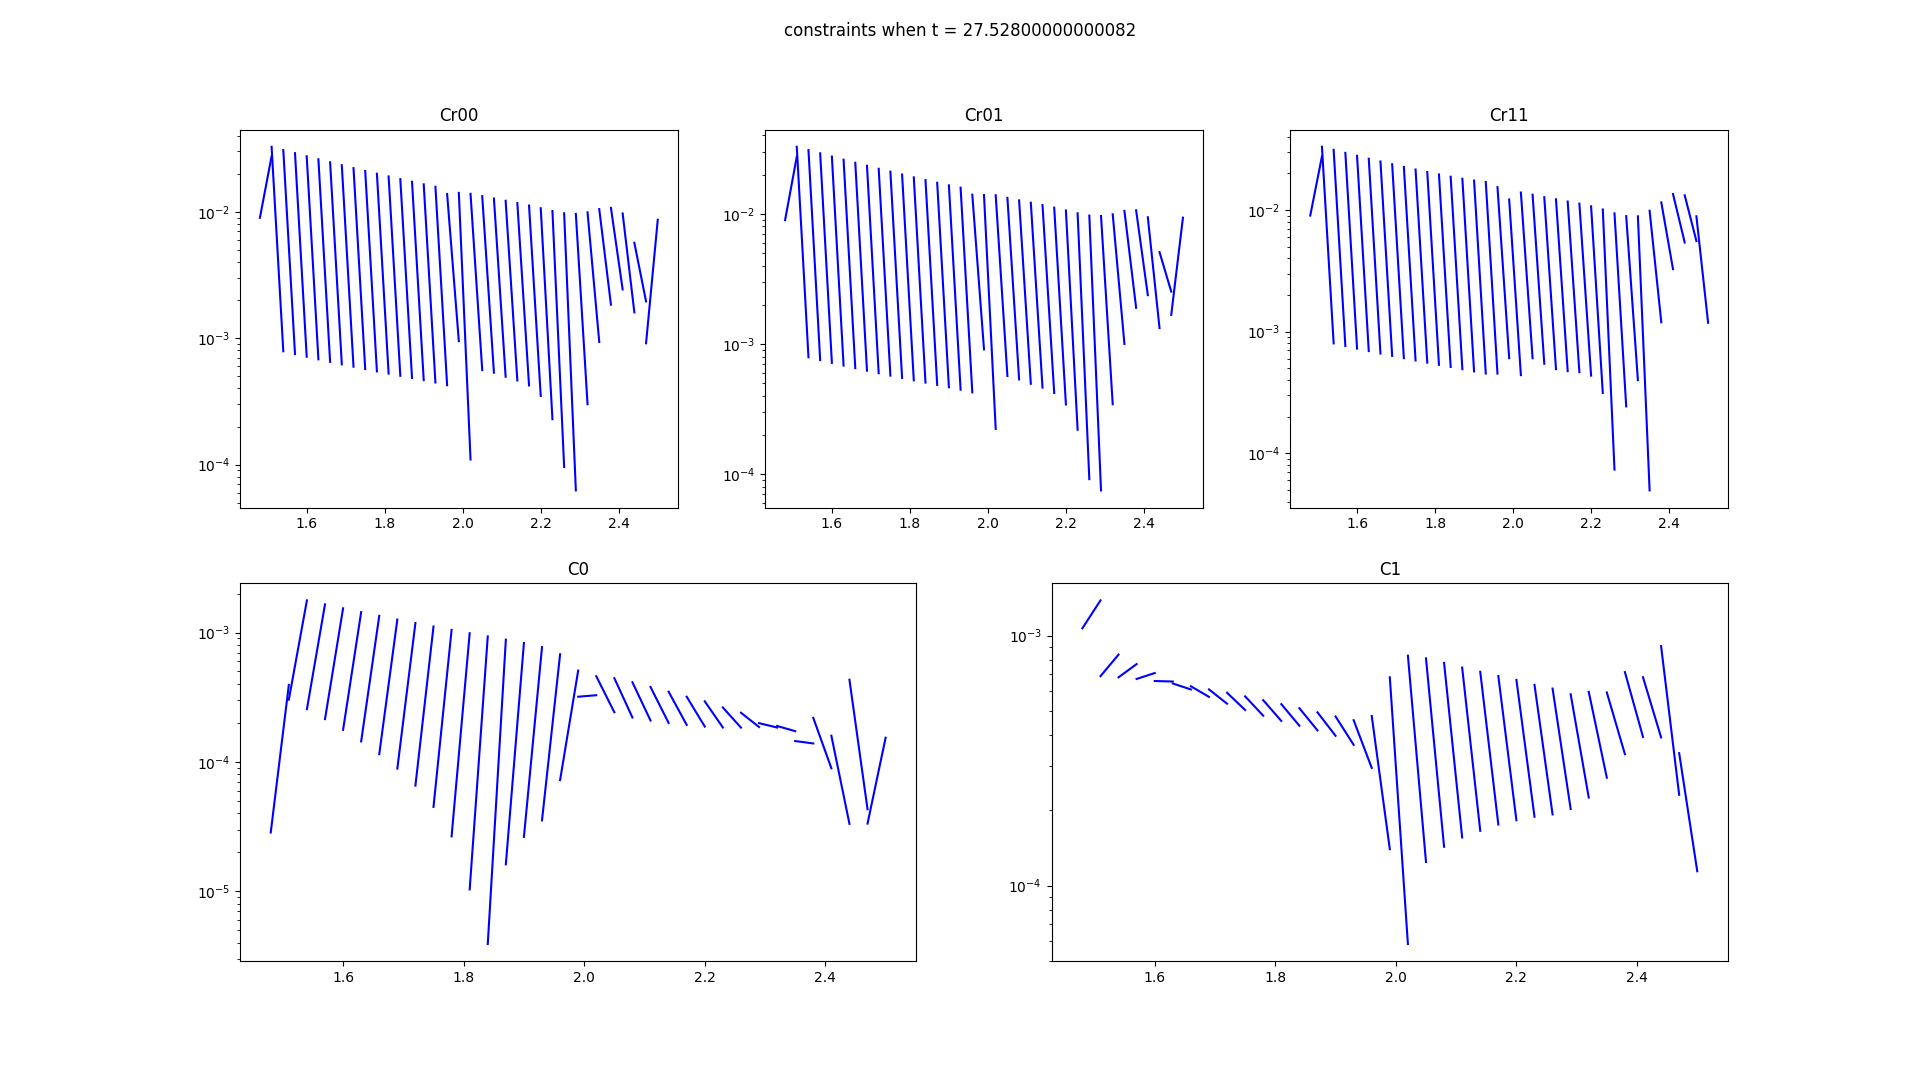 constraints when t = 27.52800000000082
Cr00 Cr01 Cr11
10⁻² 10⁻² 10⁻²
10⁻³ 10⁻³ 10⁻³
10⁻⁴ 10⁻⁴ 10⁻⁴
1.6 1.8 2.0 2.2 2.4 1.6 1.8 2.0 2.2 2.4 1.6 1.8 2.0 2.2 2.4
C0 C1
10⁻³ 10⁻³
10⁻⁴ 10⁻⁴
10⁻⁵
1.6 1.8 2.0 2.2 2.4 1.6 1.8 2.0 2.2 2.4